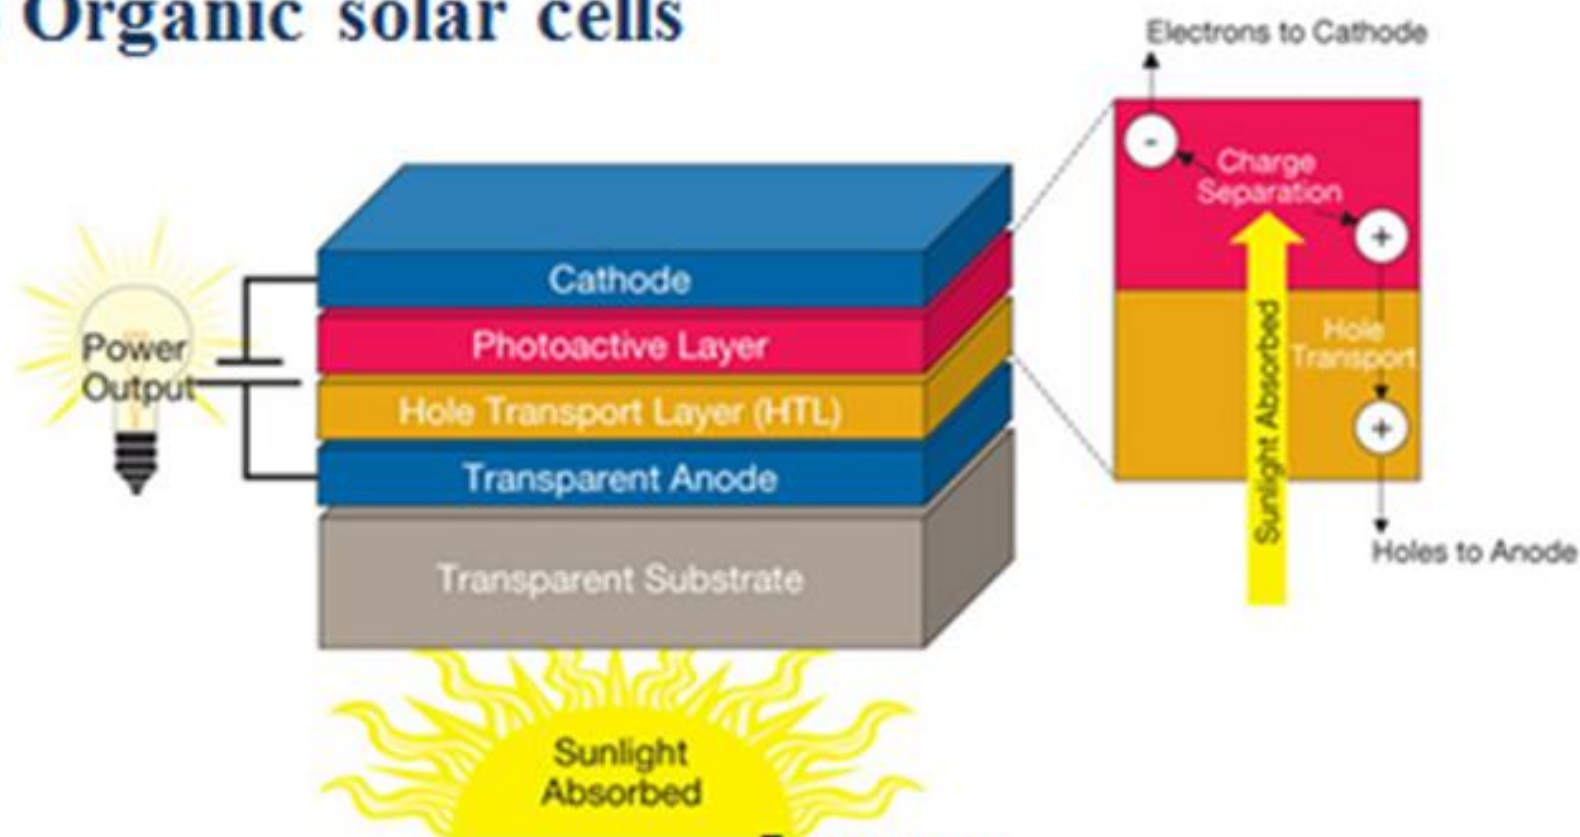 Organic solar cells
Electrons to Cathode
-
Charge
Separation
+
Cathode
Photoactive Layer
Hole Transport Layer (HTL)
Transparent Anode
Transparent Substrate
Power
Output
Hole
Transport
+
Sunlight Absorbed
Holes to Anode
Sunlight
Absorbed